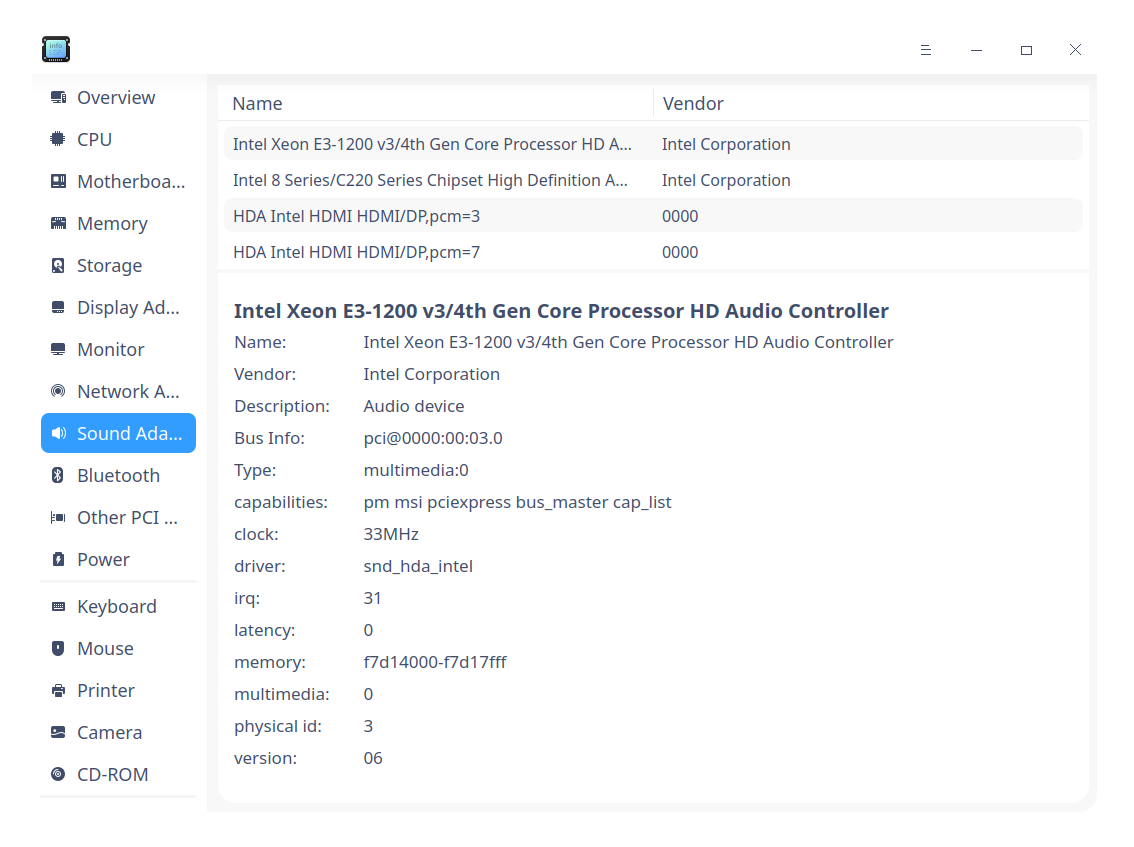 info
Overview
CPU
Motherboa...
Memory
Storage
Display Ad...
Monitor
Network A...
Sound Ada...
Bluetooth
Other PCI ...
Power
Keyboard
Mouse
Printer
Camera
CD-ROM
Name Vendor
Intel Xeon E3-1200 v3/4th Gen Core Processor HD A... Intel Corporation
Intel 8 Series/C220 Series Chipset High Definition A... Intel Corporation
HDA Intel HDMI HDMI/DP,pcm=3 0000
HDA Intel HDMI HDMI/DP,pcm=7 0000
Intel Xeon E3-1200 v3/4th Gen Core Processor HD Audio Controller
Name: Intel Xeon E3-1200 v3/4th Gen Core Processor HD Audio Controller
Vendor: Intel Corporation
Description: Audio device
Bus Info: pci@0000:00:03.0
Type: multimedia:0
capabilities: pm msi pciexpress bus_master cap_list
clock: 33MHz
driver: snd_hda_intel
irq: 31
latency: 0
memory: f7d14000-f7d17fff
multimedia: 0
physical id: 3
version: 06